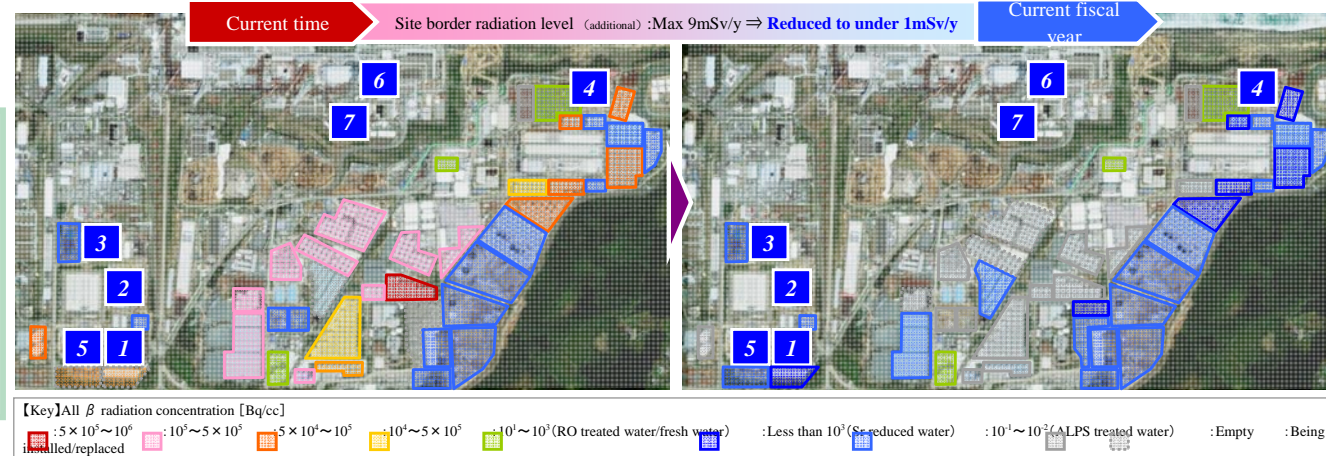 Current time
Site border radiation level (additional) :Max 9mSv/y ⇒ Reduced to under 1mSv/y
Current fiscal
year
6
7
4
3
2
5
1
6
7
4
3
2
5
1
【Key】All β radiation concentration [Bq/cc]
:5×10⁵~10⁶ :10⁵~5×10⁵ :5×10⁴~10⁵ :10⁴~5×10⁵ :10¹~10³(RO treated water/fresh water) :Less than 10³(Sr reduced water) :10⁻¹~10⁻²(ALPS treated water) :Empty :Being
installed/replaced